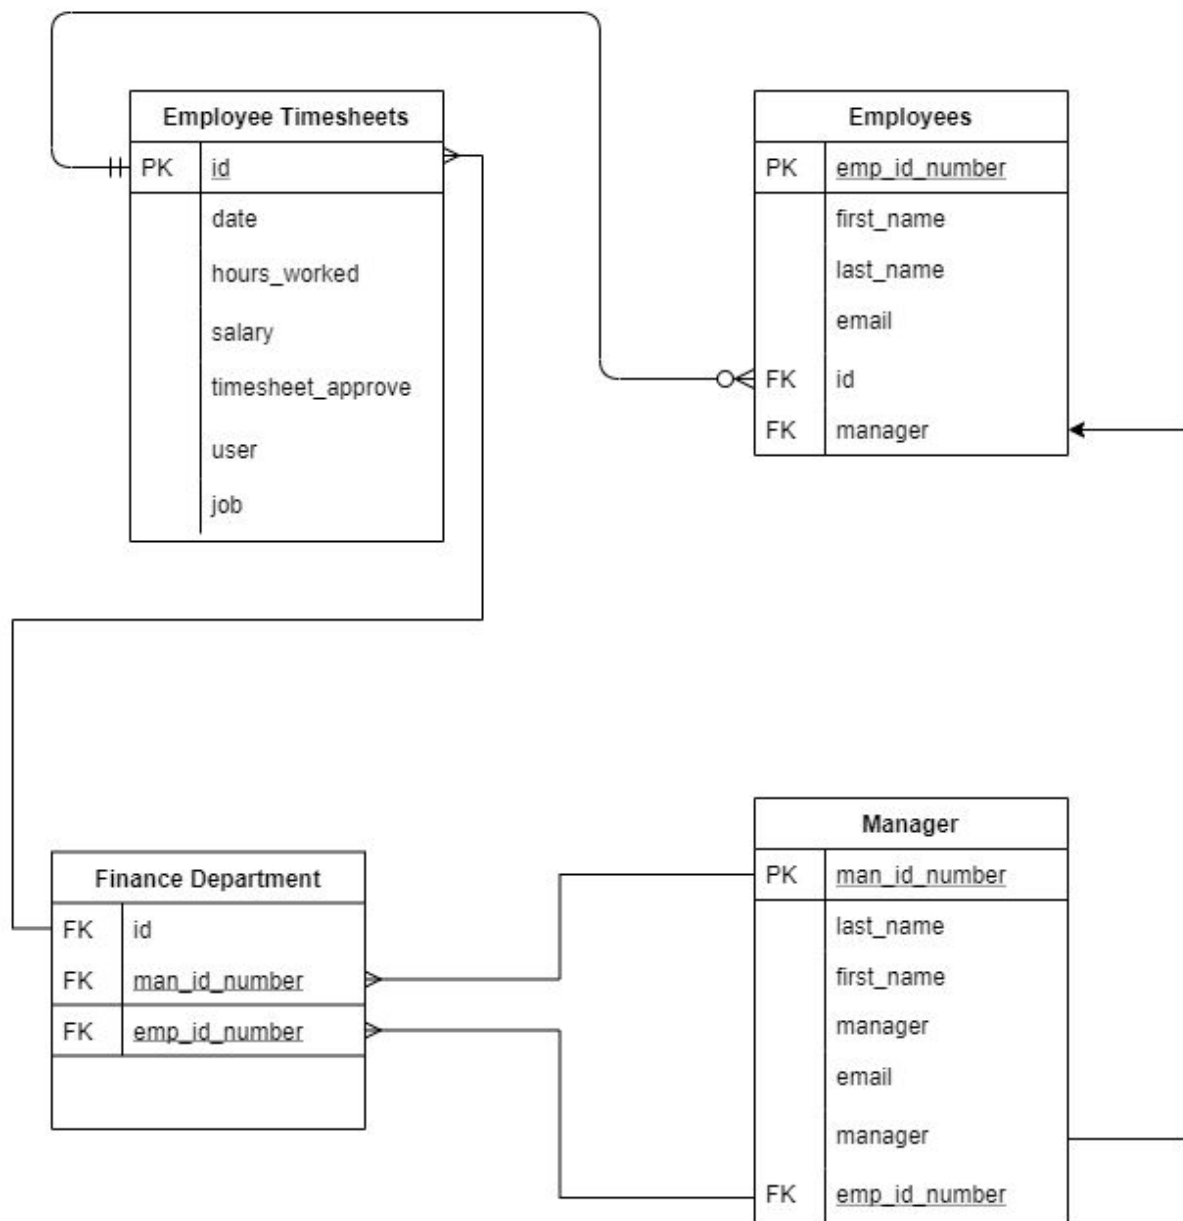 Employee Timesheets
PK id
date
hours_worked
salary
timesheet_approve
user
job
Employees
PK emp_id_number
first_name
last_name
email
FK id
FK manager
Finance Department
FK id
FK man_id_number
FK emp_id_number
Manager
PK man_id_number
last_name
first_name
manager
email
manager
FK emp_id_number